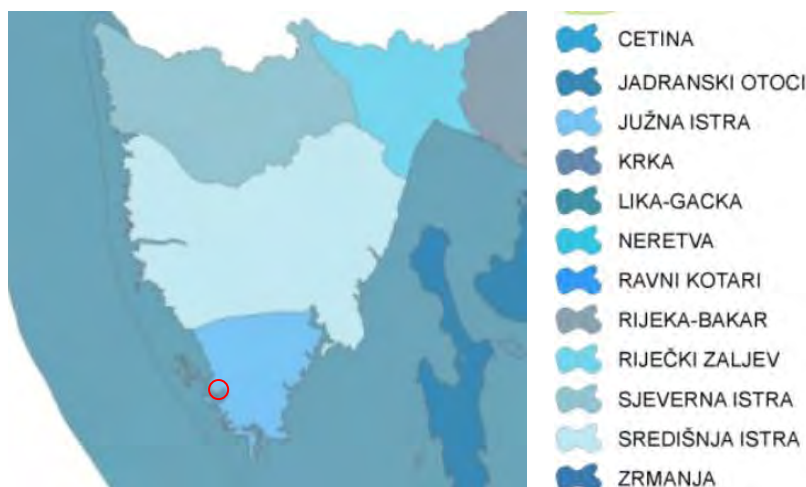 CETINA
JADRANSKI OTOCI
JUŽNA ISTRA
KRKA
LIKA-GACKA
NERETVA
RAVNI KOTARI
RIJEKA-BAKAR
RIJEČKI ZALJEV
SJEVERNA ISTRA
SREDIŠNJA ISTRA
ZRMANJA